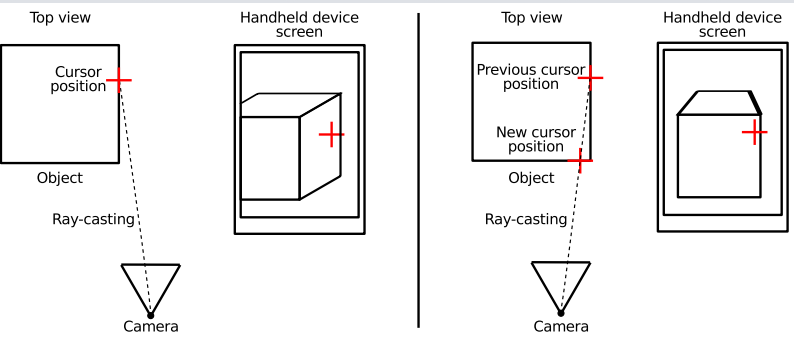 Top view
Handheld device
screen
Cursor
position
Object
Ray-casting
Camera
Top view
Handheld device
screen
Previous cursor
position
New cursor
position
Object
Ray-casting
Camera